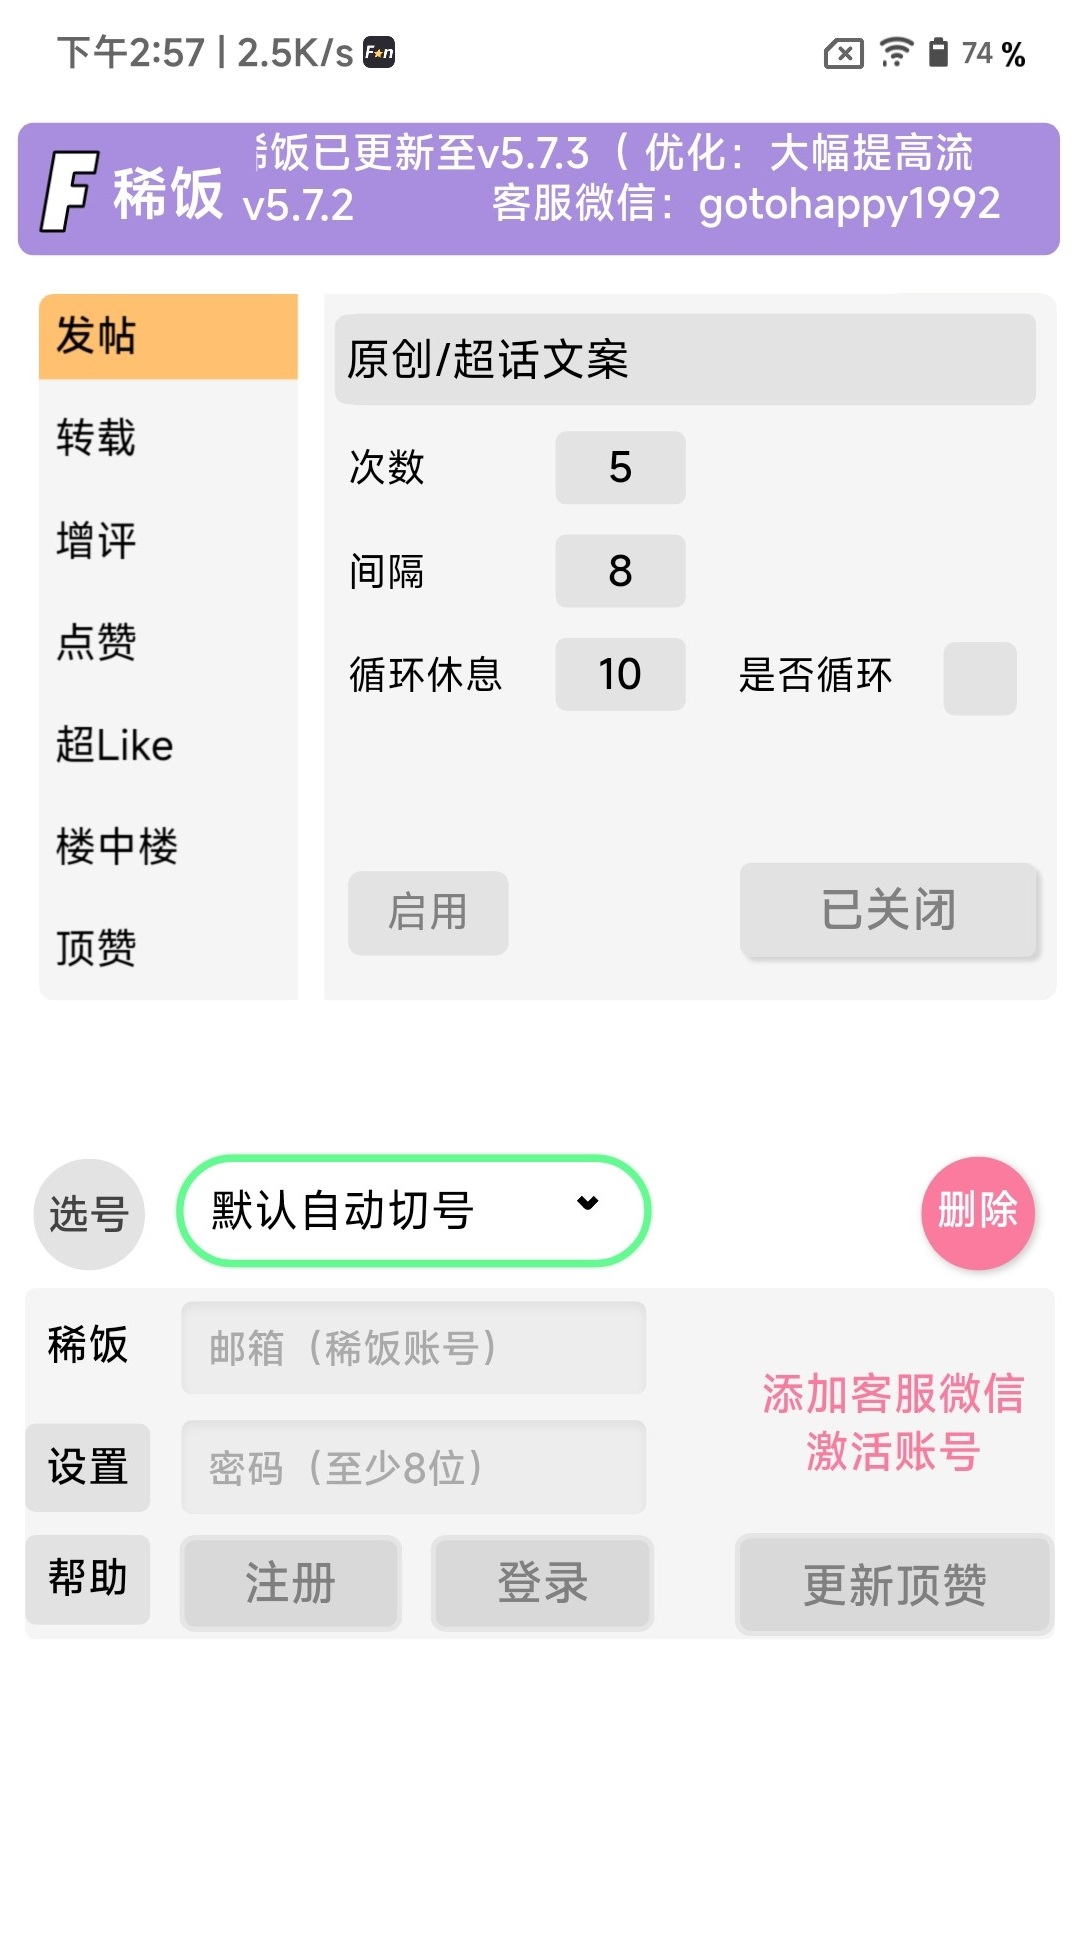 下午2:57 | 2.5K/s Fn
74 %
稀饭
饭已更新至v5.7.3（优化：大幅提高流
v5.7.2 客服微信：gotohappy1992
发帖
转载
增评
点赞
超Like
楼中楼
顶赞
原创/超话文案
次数 5
间隔 8
循环休息 10 是否循环
启用 已关闭
选号 默认自动切号 删除
稀饭 邮箱（稀饭账号）
添加客服微信
激活账号
设置 密码（至少8位）
帮助 注册 登录 更新顶赞